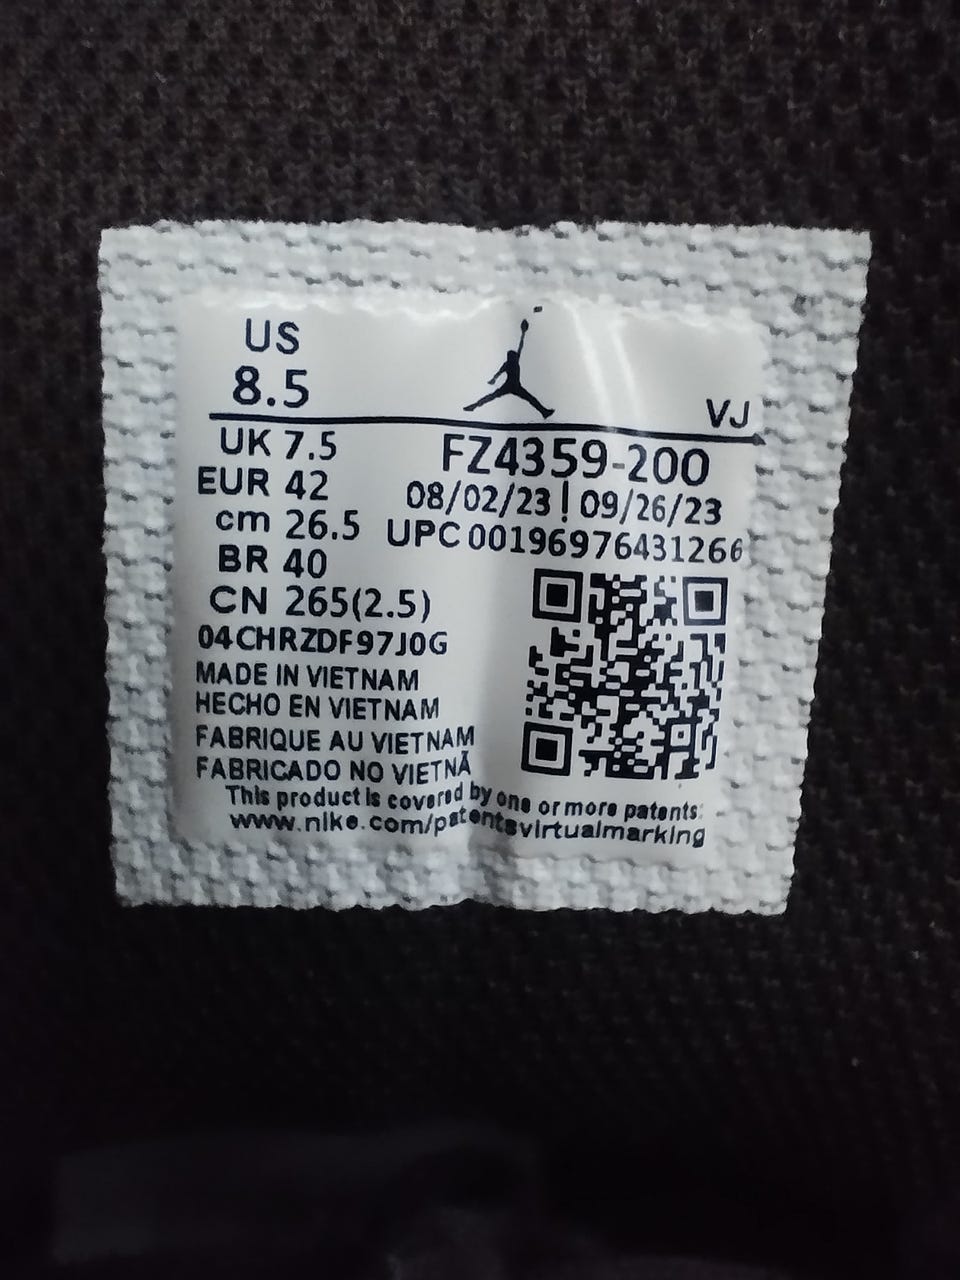 US
8.5
VJ
UK 7.5
EUR 42
cm 26.5
BR 40
CN 265(2.5)
04CHRZDF97J0G
FZ4359-200
08/02/23 | 09/26/23
UPC 00196976431266
MADE IN VIETNAM
HECHO EN VIETNAM
FABRIQUE AU VIETNAM
FABRICADO NO VIETNÃ
This product is covered by one or more patents:
www.nike.com/patentsvirtualmarking